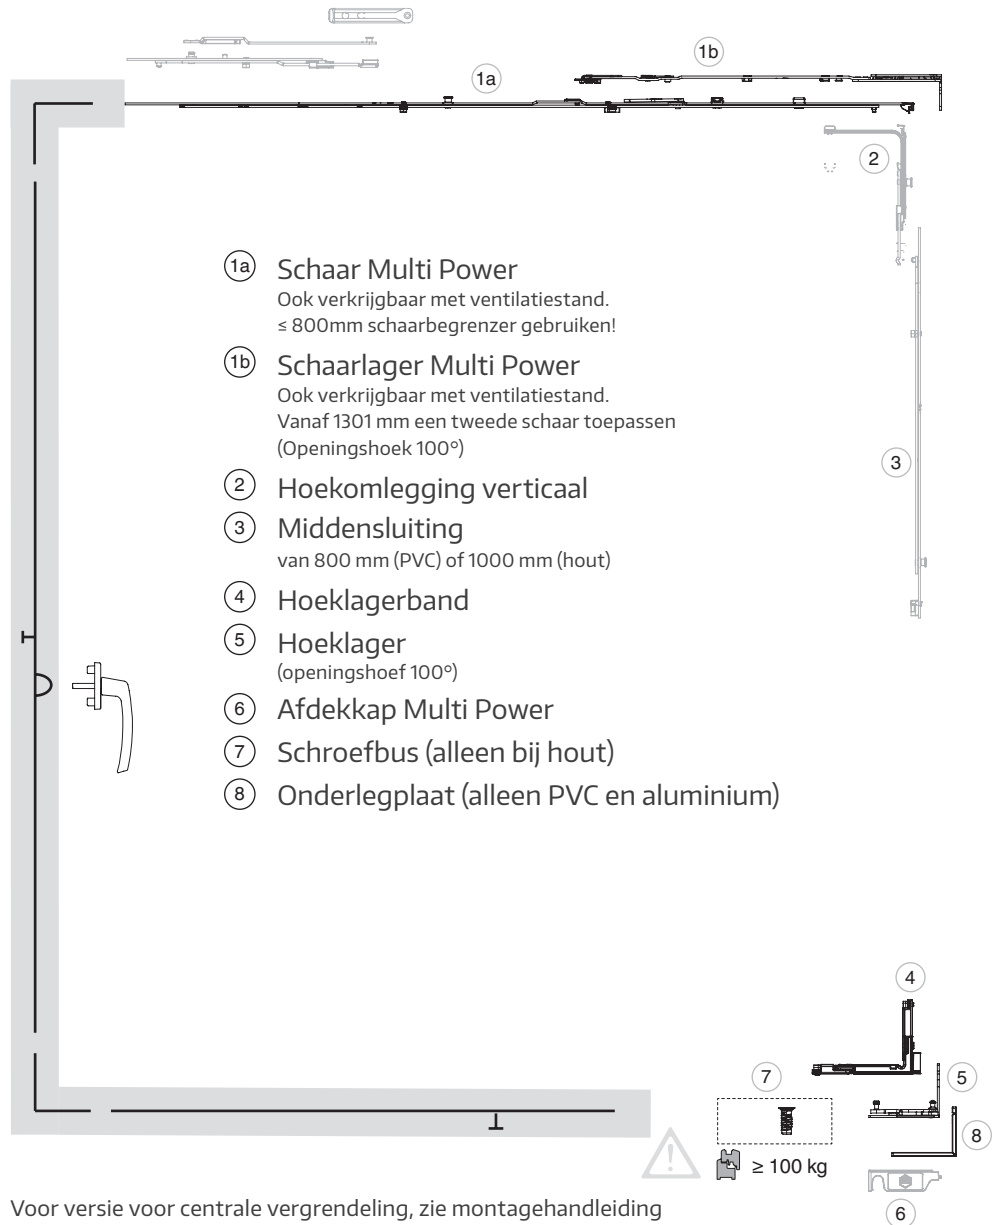 1b
1a
2
1a Schaar Multi Power
Ook verkrijgbaar met ventilatiestand.
≤ 800mm schaarbegrenzer gebruiken!
1b Schaarlager Multi Power
Ook verkrijgbaar met ventilatiestand.
Vanaf 1301 mm een tweede schaar toepassen
(Openingshoek 100°)
3
2 Hoekomlegging verticaal
3 Middensluiting
van 800 mm (PVC) of 1000 mm (hout)
4 Hoeklagerband
5 Hoeklager
(openingshoef 100°)
6 Afdekkap Multi Power
7 Schroefbus (alleen bij hout)
8 Onderlegplaat (alleen PVC en aluminium)
4
7
5
8
≥ 100 kg
6
Voor versie voor centrale vergrendeling, zie montagehandleiding